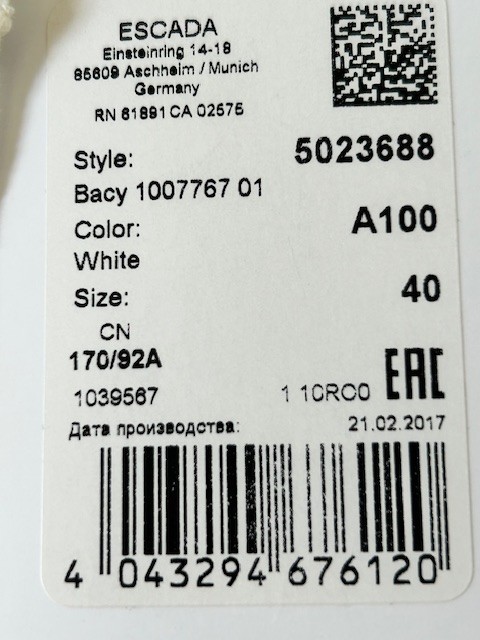 ESCADA
Einsteinring 14-18
85609 Aschheim / Munich
Germany
RN 61891 CA 02575
Style: 5023688
Bacy 1007767 01
Color: A100
White
Size: 40
CN
170/92A
1039567 1 10RC0 EAC
Дата производства: 21.02.2017
4 043294 676120